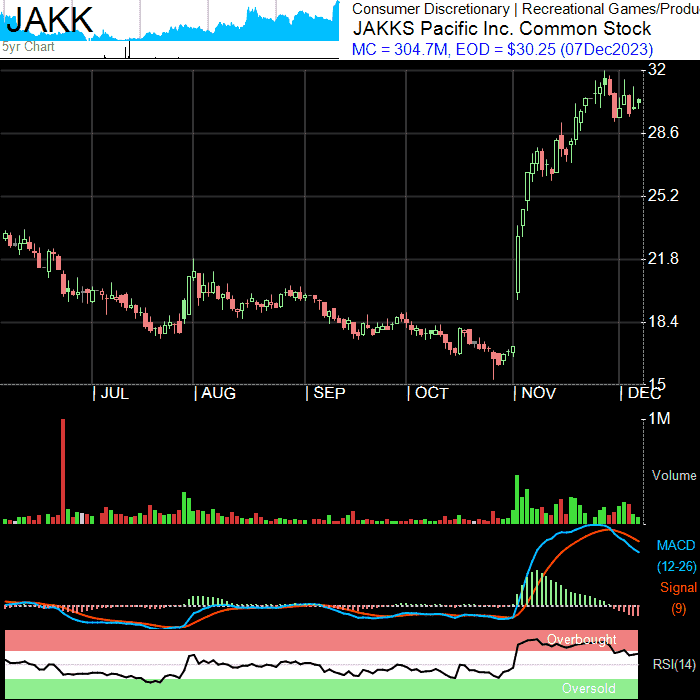 JAKK
5yr Chart
Consumer Discretionary | Recreational Games/Produ
JAKKS Pacific Inc. Common Stock
MC = 304.7M, EOD = $30.25 (07Dec2023)
32
28.6
25.2
21.8
18.4
15
| JUL | AUG | SEP | OCT | NOV | DEC
1M
Volume
MACD
(12-26)
Signal
(9)
Overbought
RSI(14)
Oversold